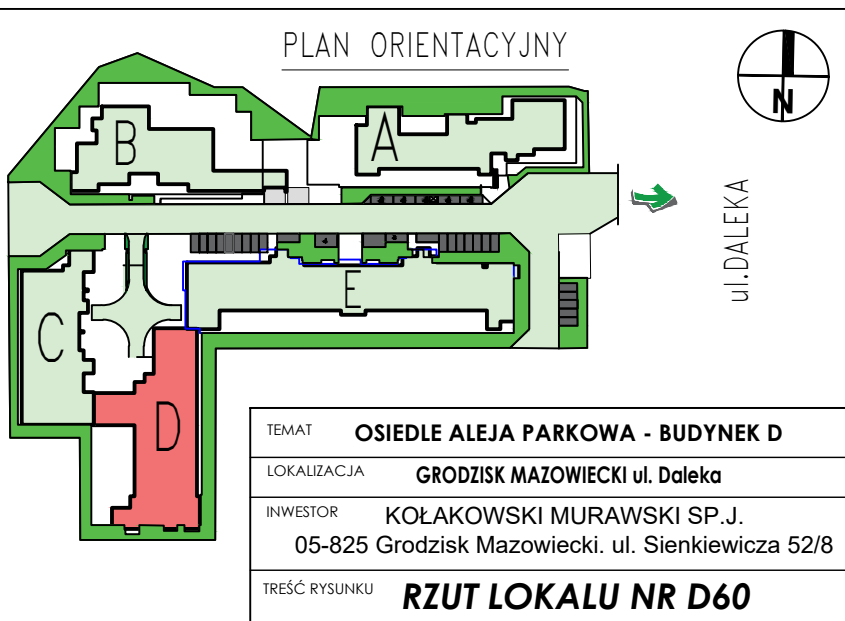 PLAN ORIENTACYJNY
N
B
A
ul.DALEKA
E
C
D
TEMAT OSIEDLE ALEJA PARKOWA - BUDYNEK D
LOKALIZACJA GRODZISK MAZOWIECKI ul. Daleka
INWESTOR KOŁAKOWSKI MURAWSKI SP.J.
05-825 Grodzisk Mazowiecki. ul. Sienkiewicza 52/8
TREŚĆ RYSUNKU RZUT LOKALU NR D60